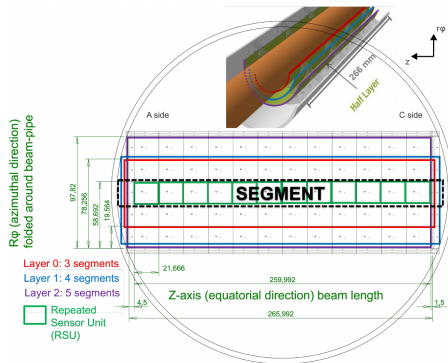 rφ
z
266 mm
Half Layer
A side
C side
Rφ (azimuthal direction)
folded around beam-pipe
97,82
78,256
58,692
19,564
SEGMENT
Layer 0: 3 segments
Layer 1: 4 segments
Layer 2: 5 segments
Repeated
Sensor Unit
(RSU)
21,666
Z-axis (equatorial direction) beam length
259,992
4,5
1,5
265,992